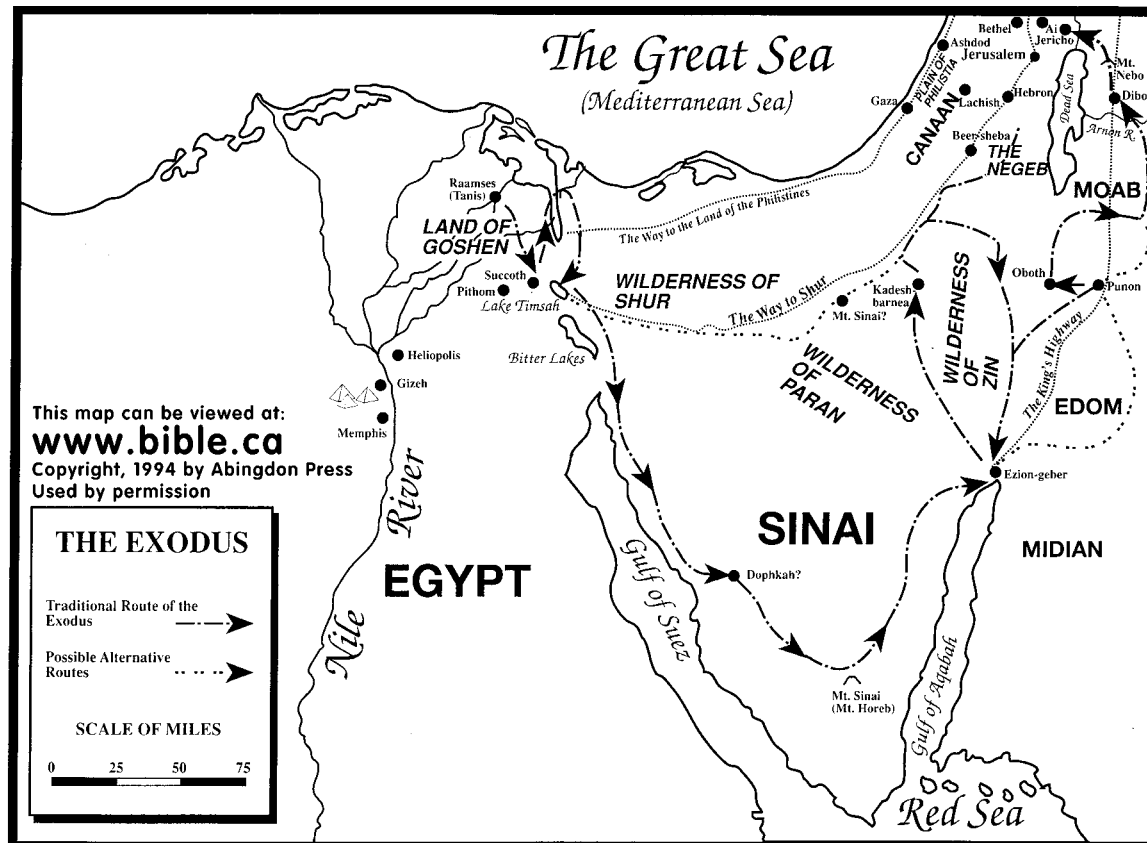 The Great Sea
(Mediterranean Sea)
Bethel
Ai
Jericho
Ashdod
Jerusalem
Mt.
Nebo
PLAIN OF
PHILISTIA
Gaza
Lachish
Hebron
Dead Sea
Dibo
Arnon R.
CANAAN
Beer-sheba
THE
NEGEB
MOAB
Raamses
(Tanis)
LAND OF
GOSHEN
The Way to the Land of the Philistines
Succoth
Pithom
Lake Timsah
WILDERNESS OF
SHUR
The Way to Shur
Mt. Sinai?
Kadesh
barnea
Oboth
Punon
WILDERNESS
OF
ZIN
The King's Highway
Bitter Lakes
WILDERNESS
OF
PARAN
EDOM
Heliopolis
Gizeh
Memphis
This map can be viewed at:
www.bible.ca
Copyright, 1994 by Abingdon Press
Used by permission
Ezion-geber
SINAI
MIDIAN
Nile River
EGYPT
Gulf of Suez
Dophkah?
Gulf of Aqabah
Mt. Sinai
(Mt. Horeb)
Red Sea
THE EXODUS
Traditional Route of the
Exodus
Possible Alternative
Routes
SCALE OF MILES
0 25 50 75